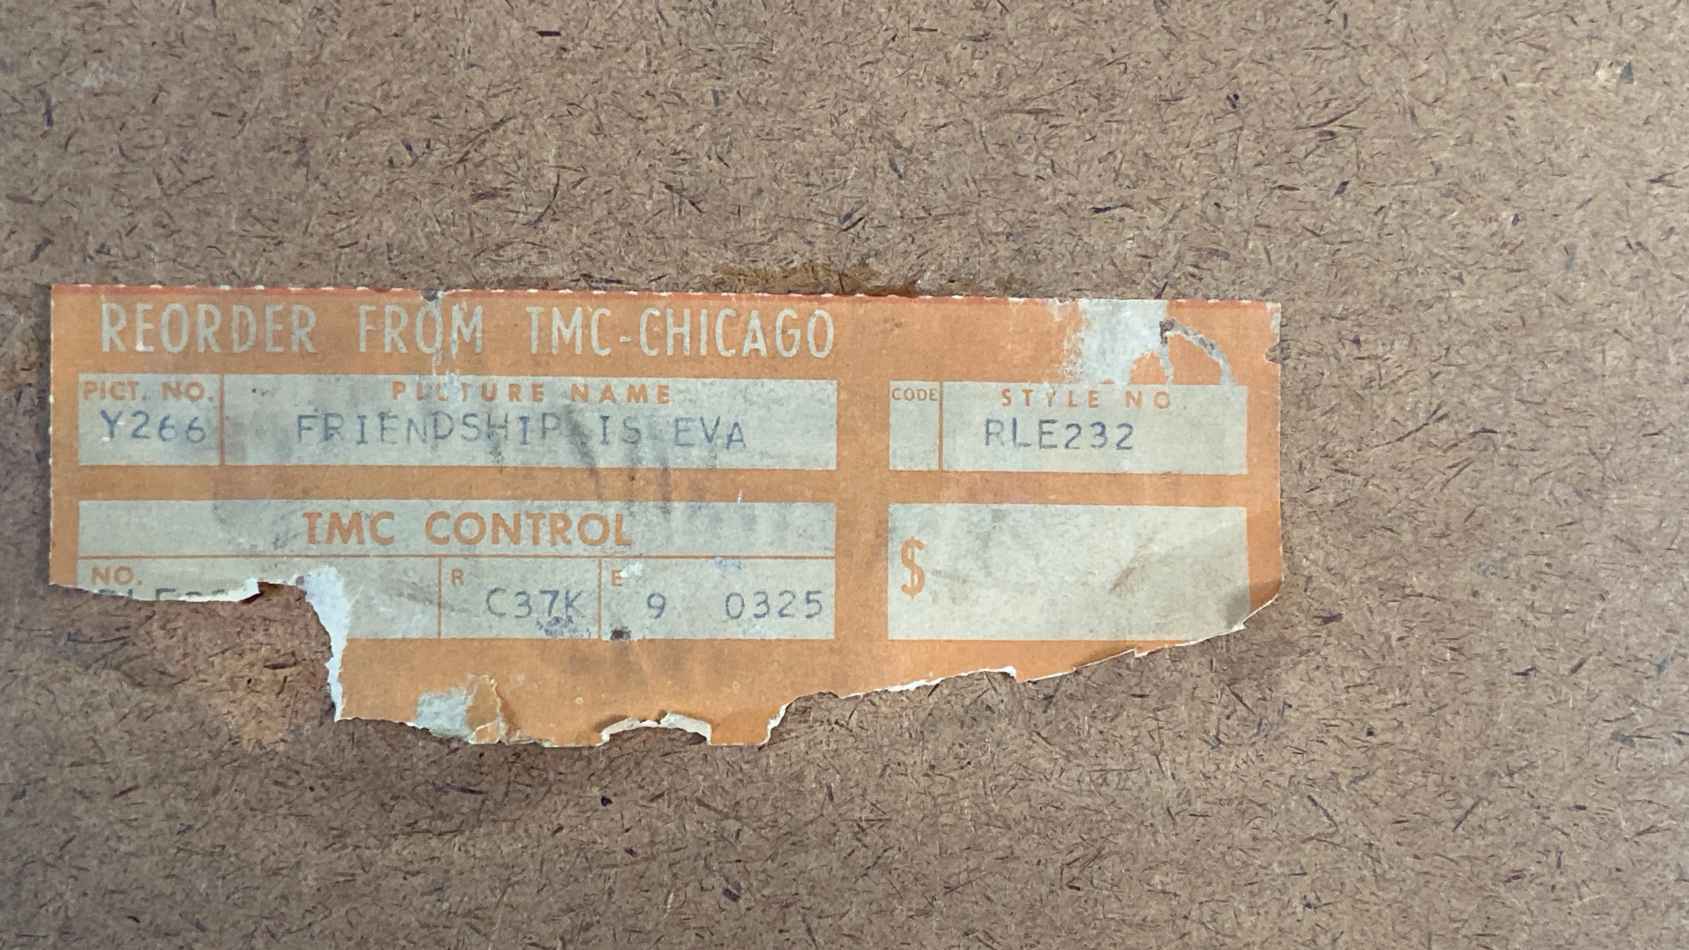 REORDER FROM TMC-CHICAGO
PICT. NO. PICTURE NAME CODE STYLE NO
Y266 FRIENDSHIP IS EVA RLE232
TMC CONTROL
$
NO. R E
C37K 9 0325